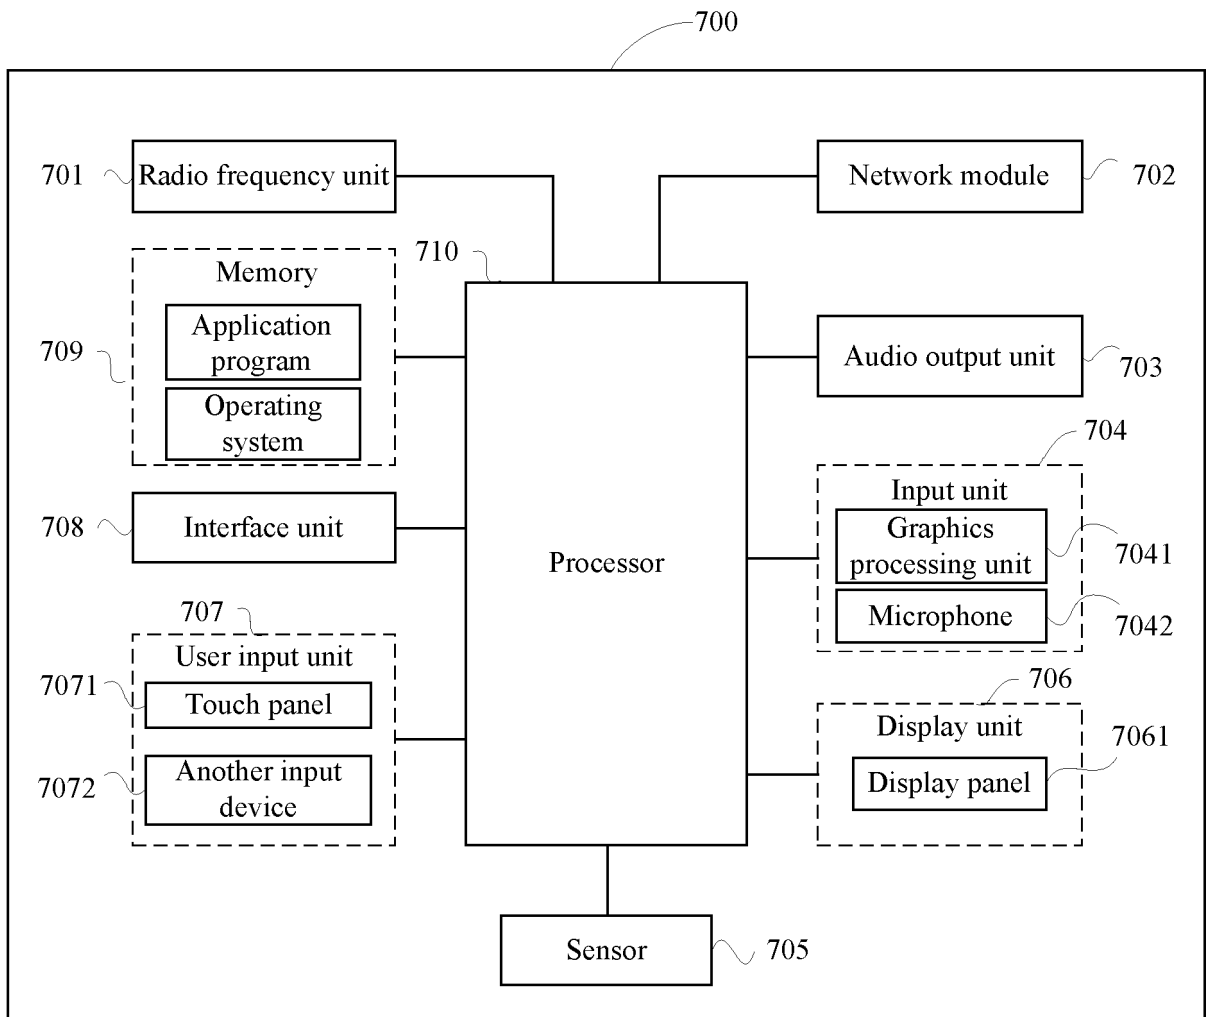 700
701
Radio frequency unit
Network module
702
710
Memory
Application
program
Operating
system
709
Audio output unit
703
704
Input unit
Graphics
processing unit
7041
Microphone
7042
708
Interface unit
Processor
707
User input unit
7071
Touch panel
7072
Another input
device
706
Display unit
7061
Display panel
Sensor
705